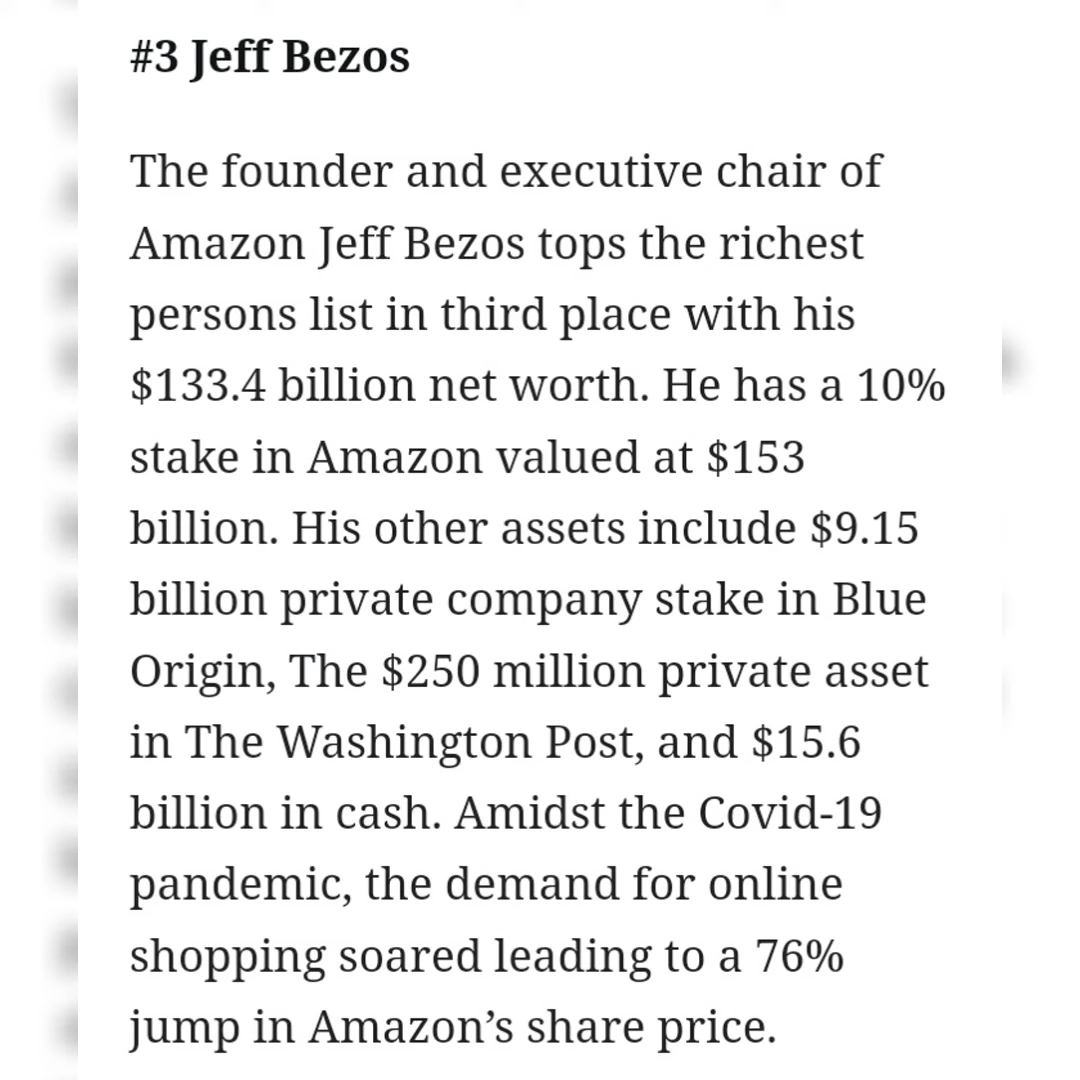 #3 Jeff Bezos
The founder and executive chair of
Amazon Jeff Bezos tops the richest
persons list in third place with his
$133.4 billion net worth. He has a 10%
stake in Amazon valued at $153
billion. His other assets include $9.15
billion private company stake in Blue
Origin, The $250 million private asset
in The Washington Post, and $15.6
billion in cash. Amidst the Covid-19
pandemic, the demand for online
shopping soared leading to a 76%
jump in Amazon’s share price.